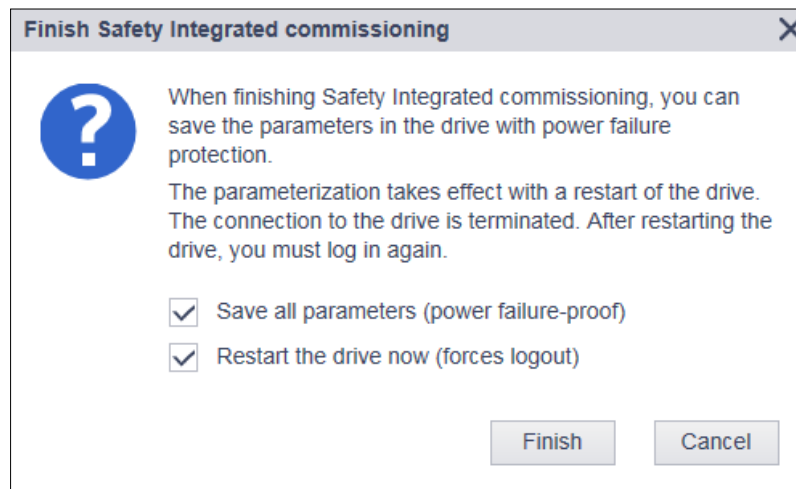 Finish Safety Integrated commissioning
When finishing Safety Integrated commissioning, you can
save the parameters in the drive with power failure
protection.
The parameterization takes effect with a restart of the drive.
The connection to the drive is terminated. After restarting the
drive, you must log in again.
Save all parameters (power failure-proof)
Restart the drive now (forces logout)
Finish
Cancel